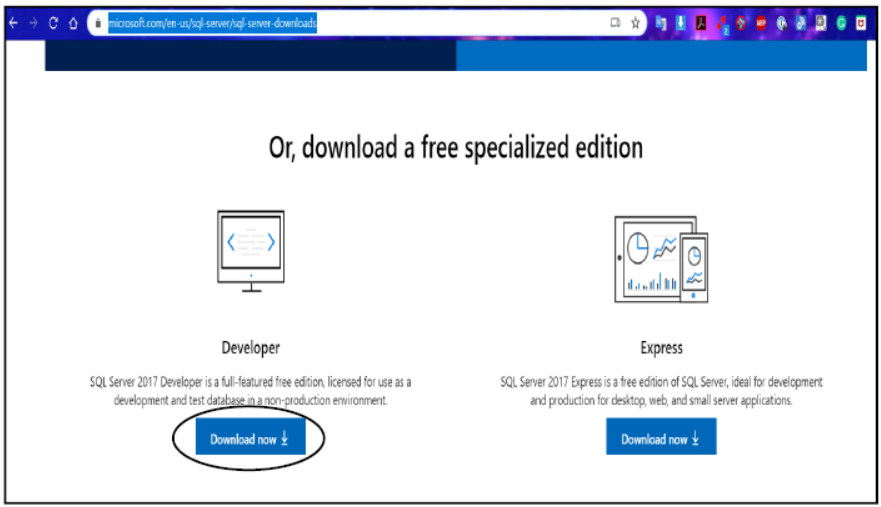 microsoft.com/en-us/sql-server/sql-server-downloads
Or, download a free specialized edition
Developer
SQL Server 2017 Developer is a full-featured free edition, licensed for use as a
development and test database in a non-production environment.
Download now
Express
SQL Server 2017 Express is a free edition of SQL Server, ideal for development
and production for desktop, web, and small server applications.
Download now